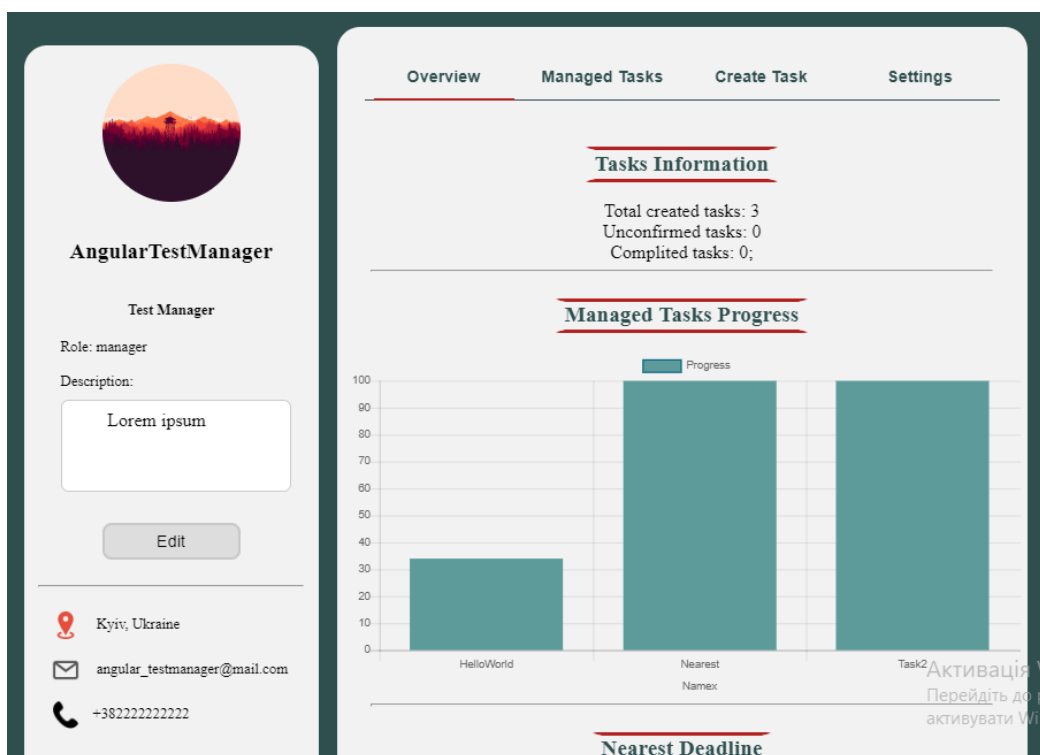 AngularTestManager
Test Manager
Role: manager
Description:
Lorem ipsum
Edit
Kyiv, Ukraine
angular_testmanager@mail.com
+382222222222
Overview Managed Tasks Create Task Settings
Tasks Information
Total created tasks: 3
Unconfirmed tasks: 0
Complited tasks: 0;
Managed Tasks Progress
Progress
100
90
80
70
60
50
40
30
20
10
0
HelloWorld Nearest Task2
Namex
Активація
Перейдіть до
активувати Wi
Nearest Deadline